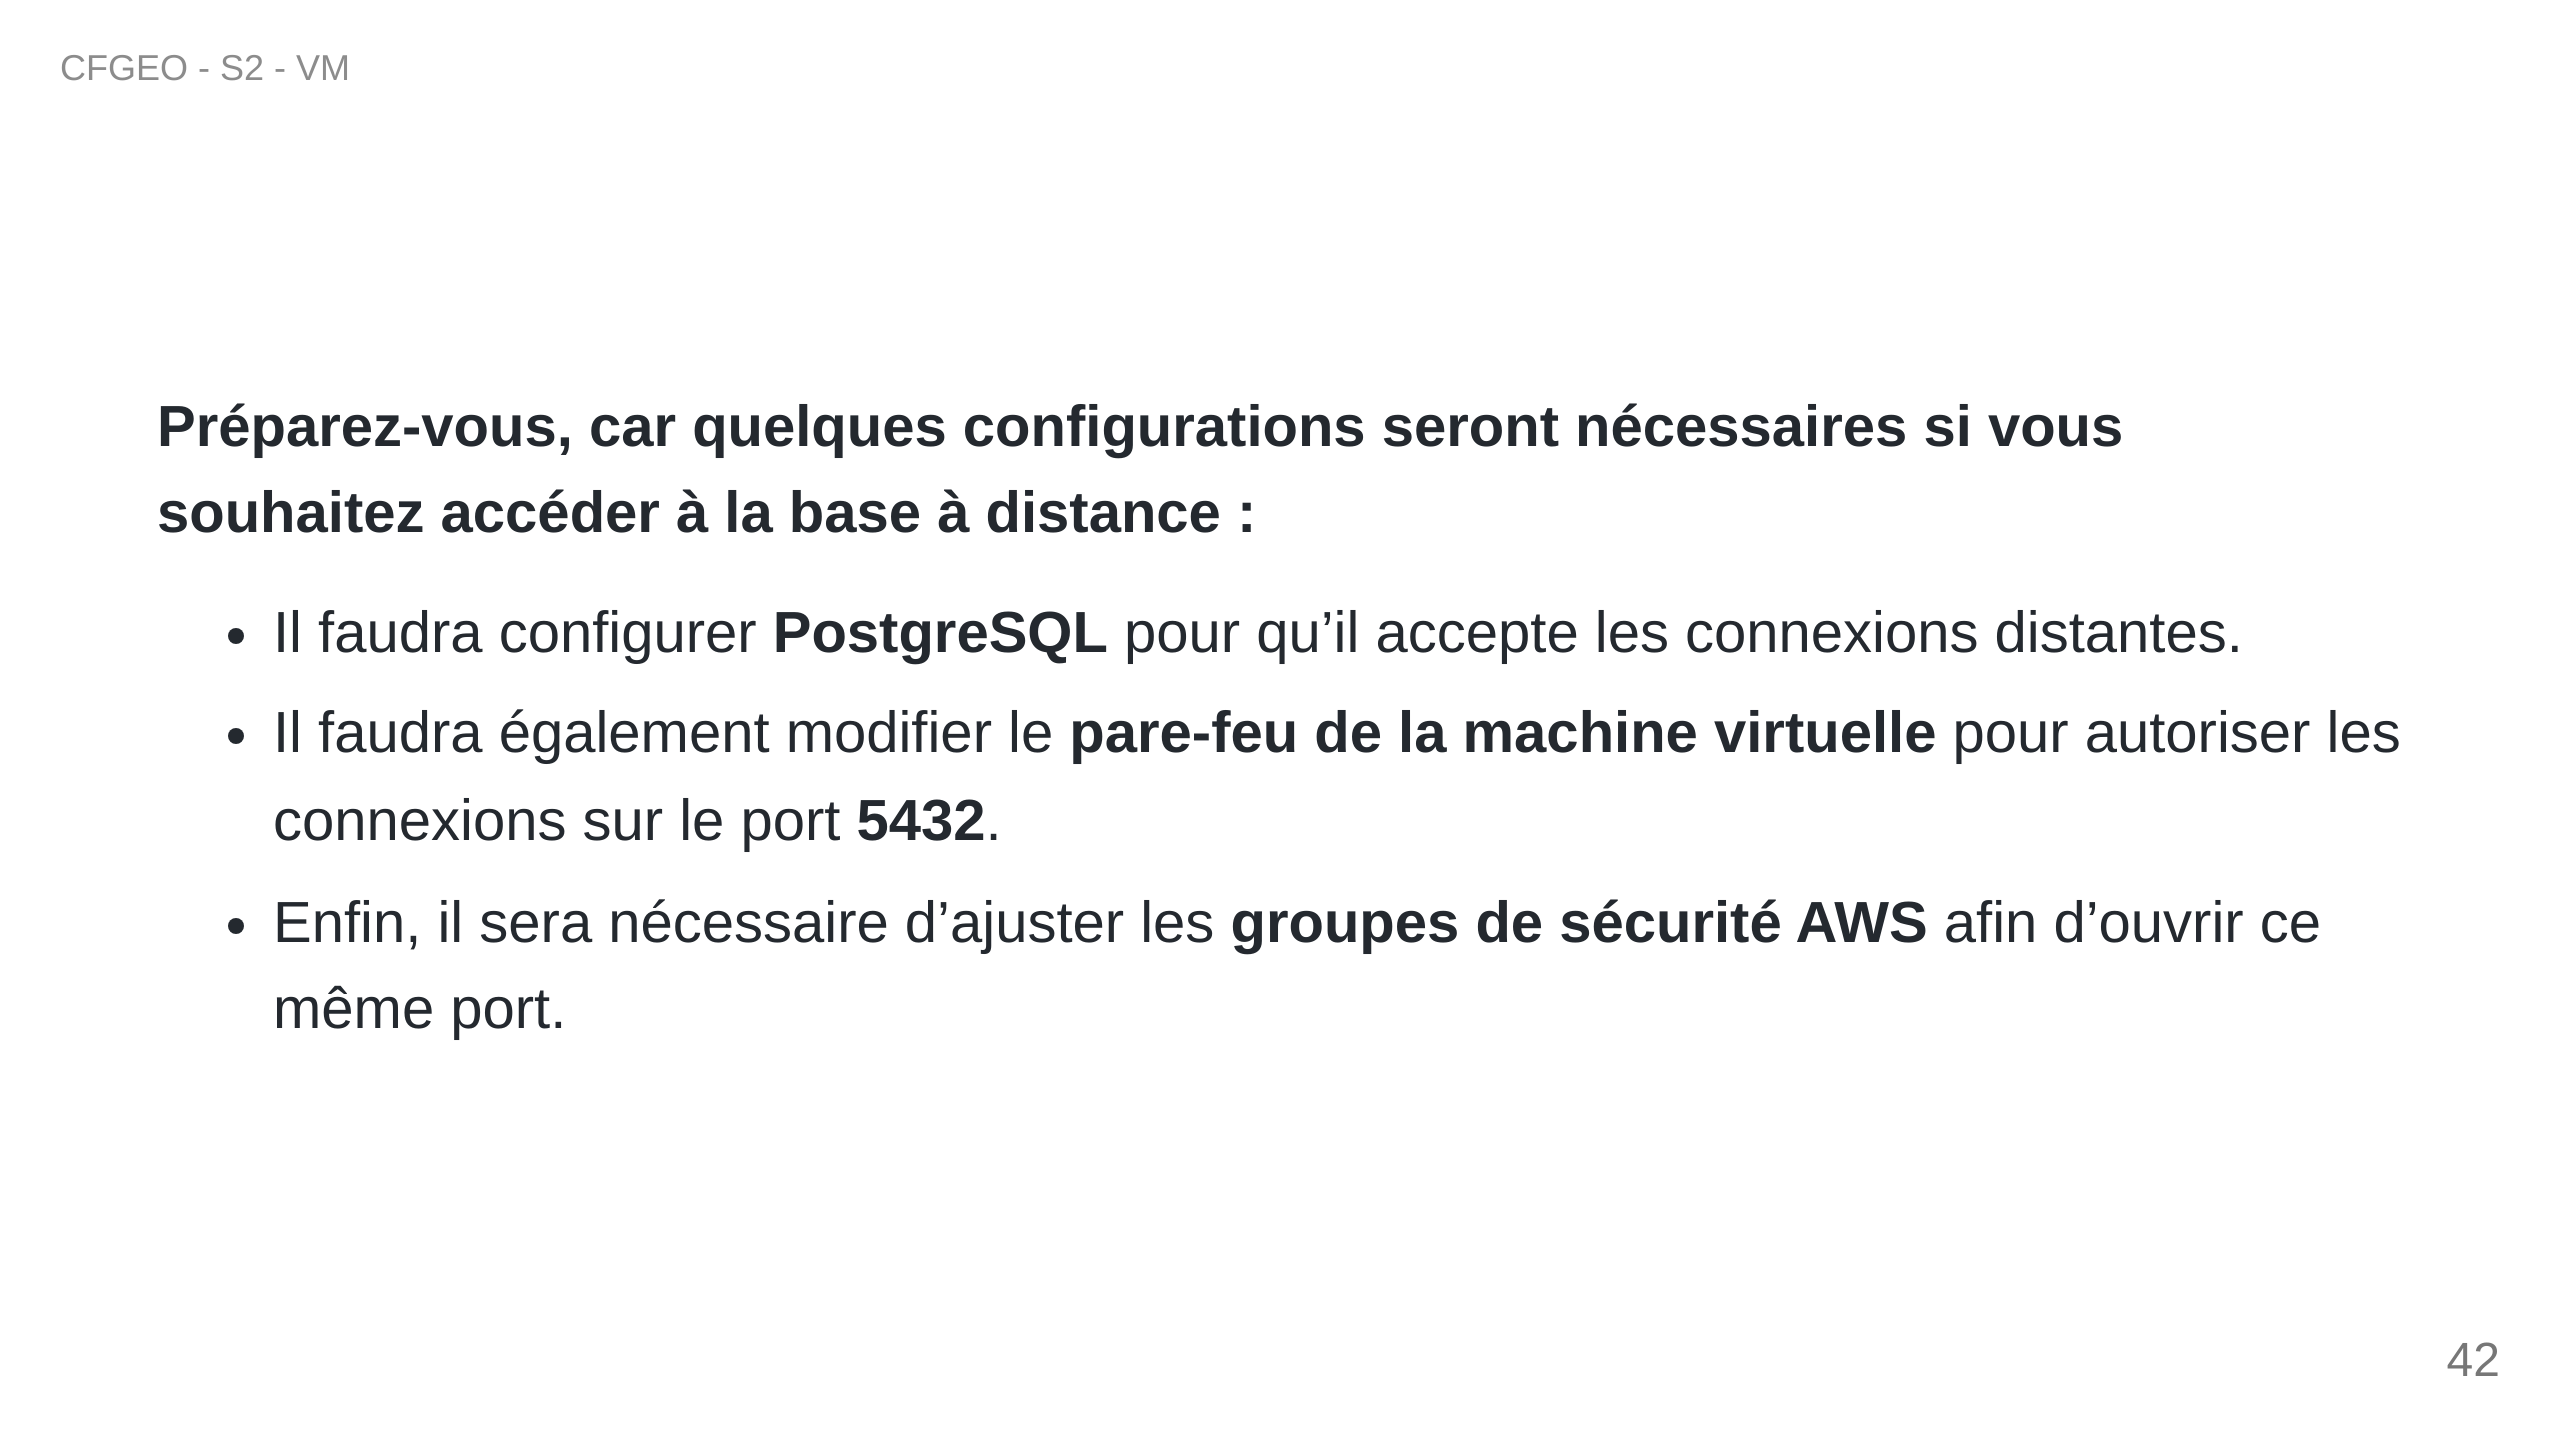 CFGEO - S2 - VM
Préparez-vous, car quelques configurations seront nécessaires si vous
souhaitez accéder à la base à distance :
• Il faudra configurer PostgreSQL pour qu’il accepte les connexions distantes.
• Il faudra également modifier le pare-feu de la machine virtuelle pour autoriser les
connexions sur le port 5432.
• Enfin, il sera nécessaire d’ajuster les groupes de sécurité AWS afin d’ouvrir ce
même port.
42